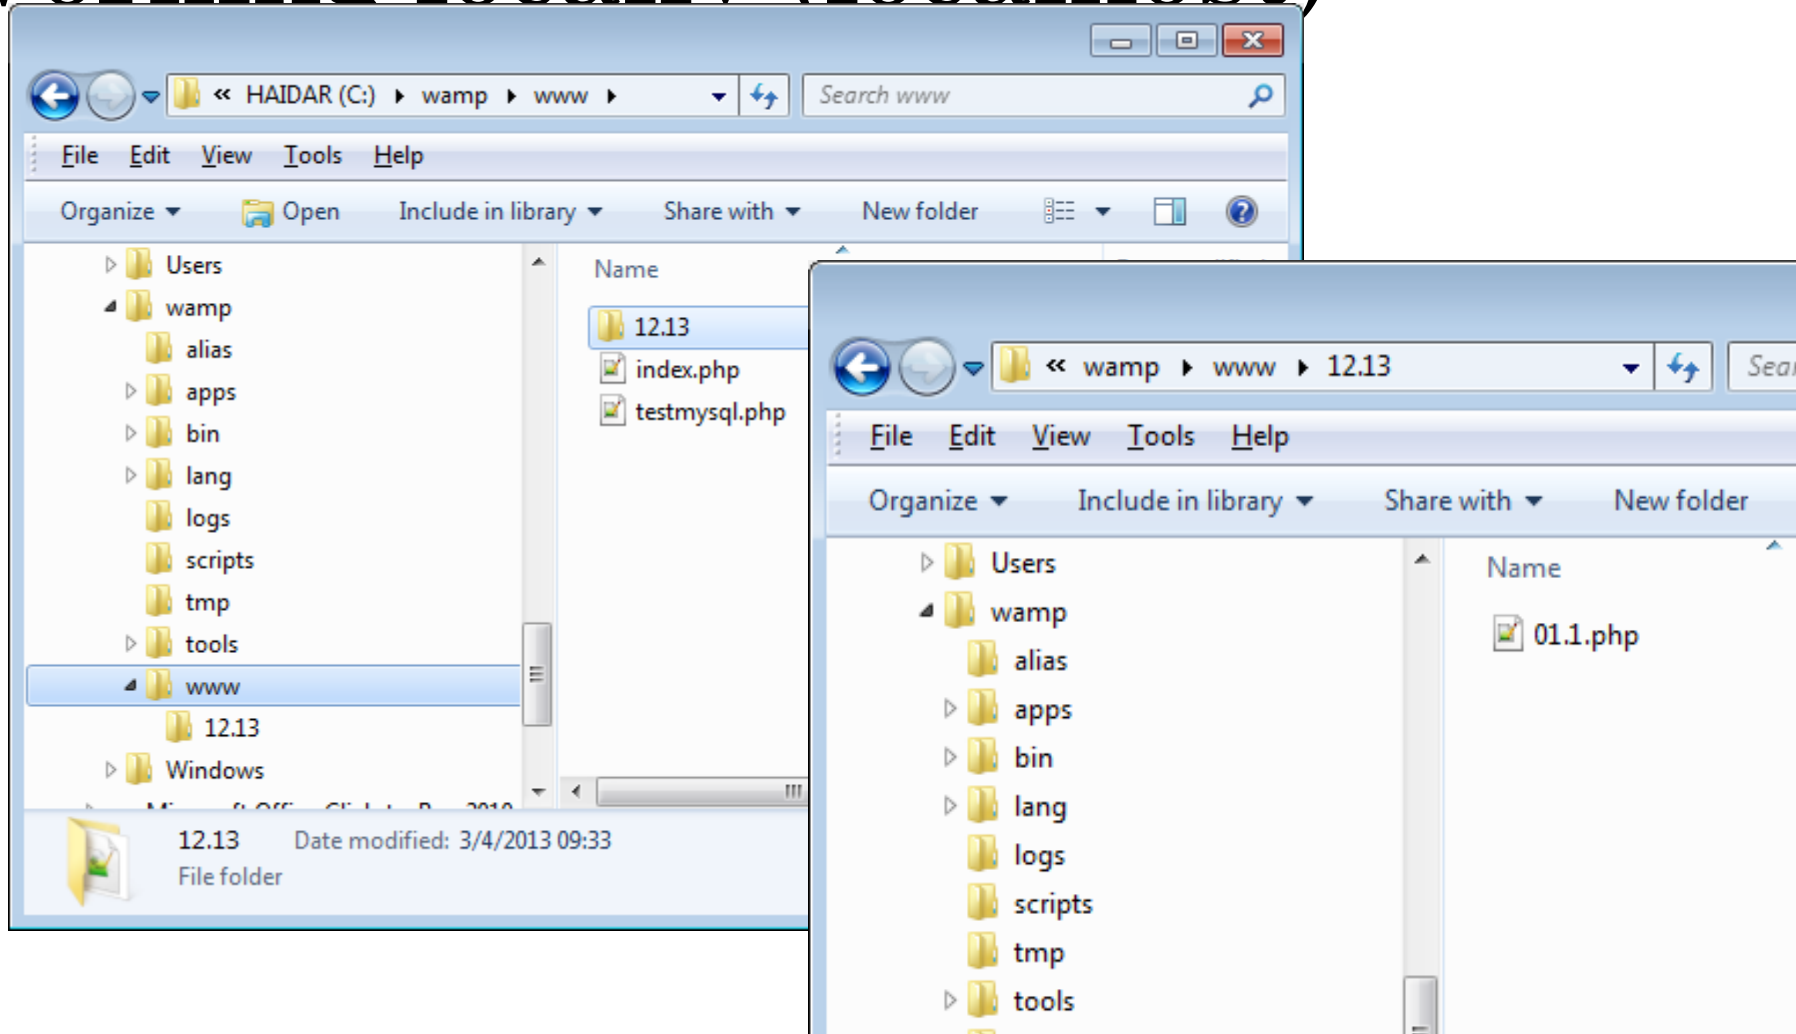 « HAIDAR (C:) wamp www
Search www
File Edit View Tools Help
Organize Open Include in library Share with New folder
Users
wamp
alias
apps
bin
lang
logs
scripts
tmp
tools
www
12.13
Windows
Name
12.13
index.php
testmysql.php
12.13 Date modified: 3/4/2013 09:33
File folder
« wamp www 12.13
File Edit View Tools Help
Organize Include in library Share with New folder
Users
wamp
alias
apps
bin
lang
logs
scripts
tmp
tools
Name
01.1.php